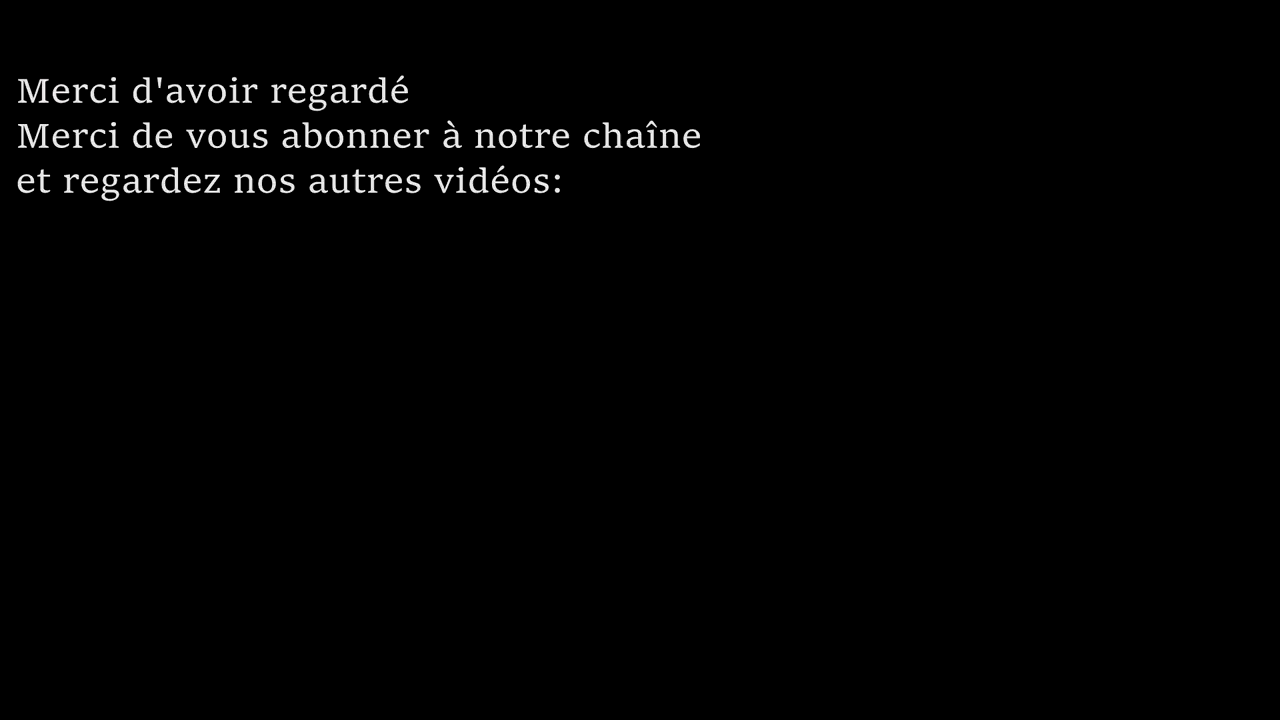 Merci d'avoir regardé
Merci de vous abonner à notre chaîne
et regardez nos autres vidéos: